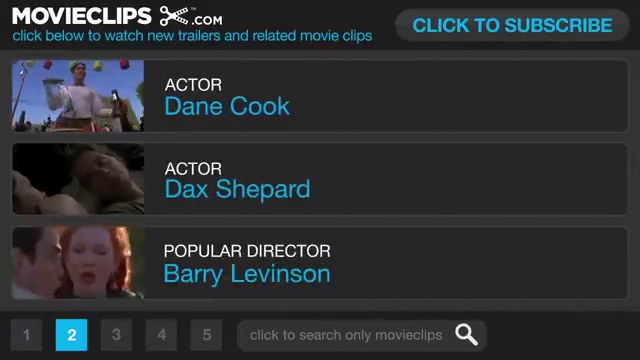 MOVIECLIPS .COM
click below to watch new trailers and related movie clips
CLICK TO SUBSCRIBE
ACTOR
Dane Cook
ACTOR
Dax Shepard
POPULAR DIRECTOR
Barry Levinson
1 2 3 4 5
click to search only movieclips